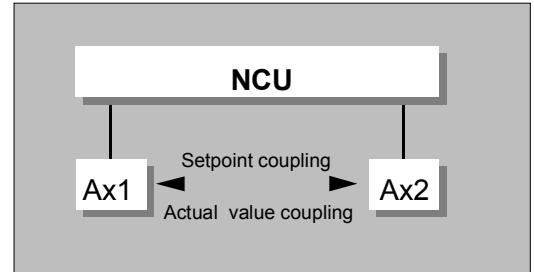 NCU
Setpoint coupling
Ax1
Ax2
Actual value coupling